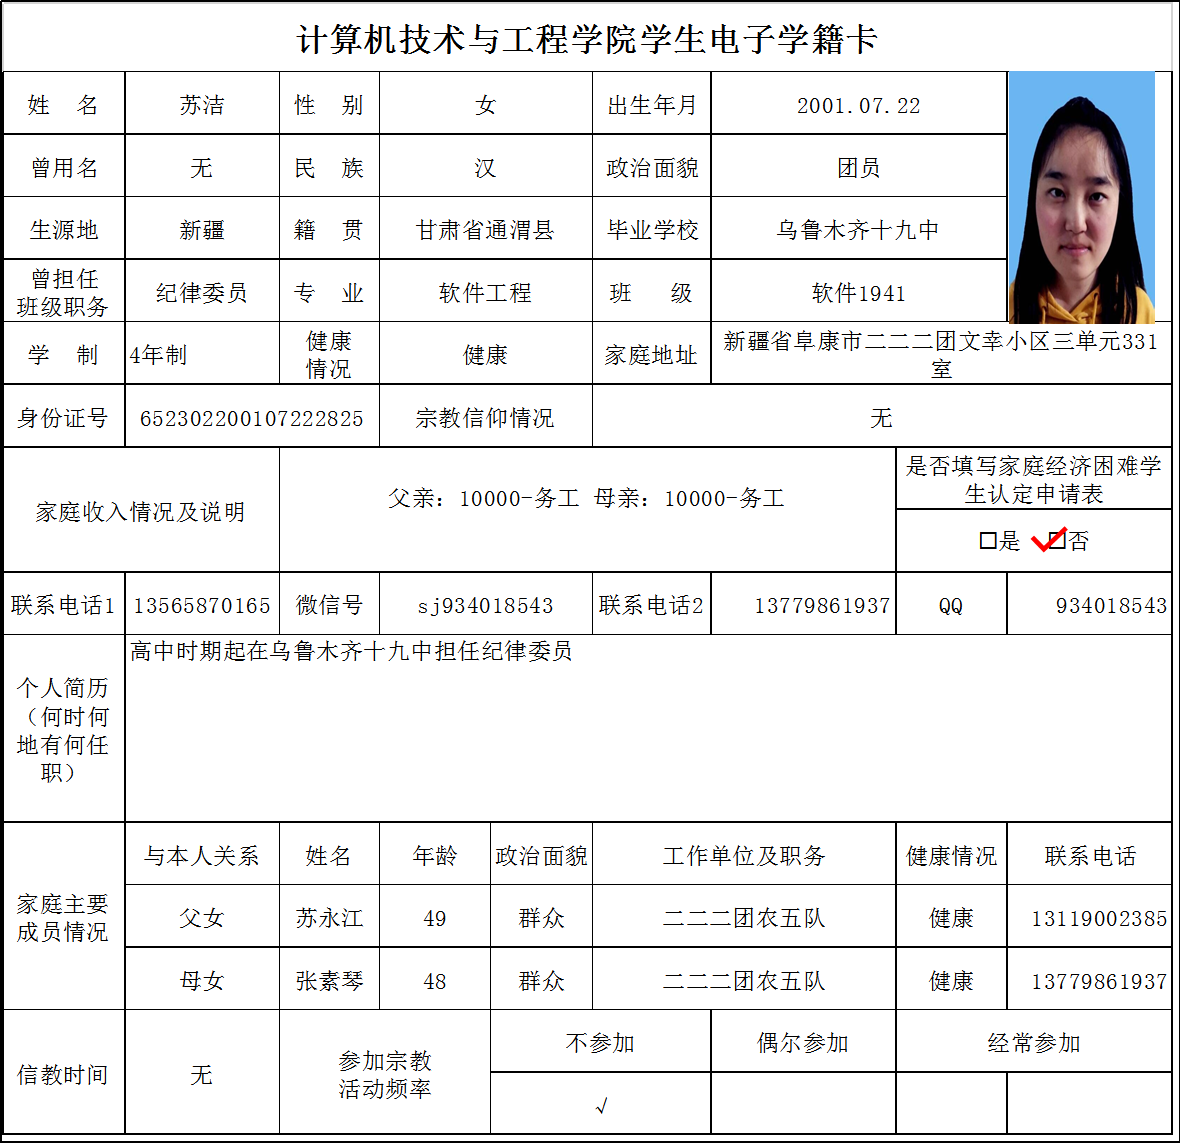 计算机技术与工程学院学生电子学籍卡
姓 名 苏洁 性 别 女 出生年月 2001.07.22
曾用名 无 民 族 汉 政治面貌 团员
生源地 新疆 籍 贯 甘肃省通渭县 毕业学校 乌鲁木齐十九中
曾担任
班级职务 纪律委员 专 业 软件工程 班 级 软件1941
学 制 4年制 健康
情况 健康 家庭地址 新疆省阜康市二二二团文幸小区三单元331
室
身份证号 652302200107222825 宗教信仰情况 无
家庭收入情况及说明 父亲：10000-务工 母亲：10000-务工 是否填写家庭经济困难学
生认定申请表
□是 ✓□否
联系电话1 13565870165 微信号 sj934018543 联系电话2 13779861937 QQ 934018543
个人简历
（何时何
地有何任
职） 高中时期起在乌鲁木齐十九中担任纪律委员
家庭主要
成员情况 与本人关系 姓名 年龄 政治面貌 工作单位及职务 健康情况 联系电话
父女 苏永江 49 群众 二二二团农五队 健康 13119002385
母女 张素琴 48 群众 二二二团农五队 健康 13779861937
信教时间 无 参加宗教
活动频率 不参加 偶尔参加 经常参加
√